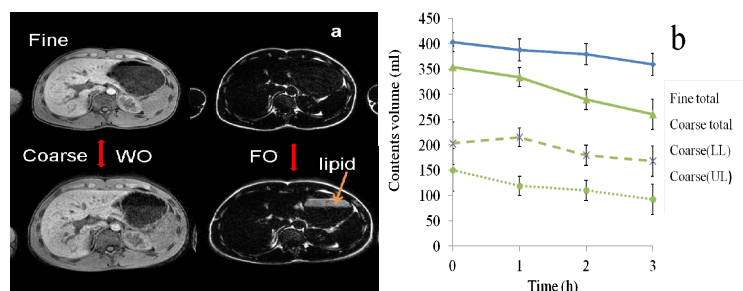 Fine
a
Coarse WO FO
lipid
b
450
400
350
300
250
200
150
100
50
0
Contents volume (ml)
0 1 2 3
Time (h)
Fine total
Coarse total
Coarse(LL)
Coarse(UL)